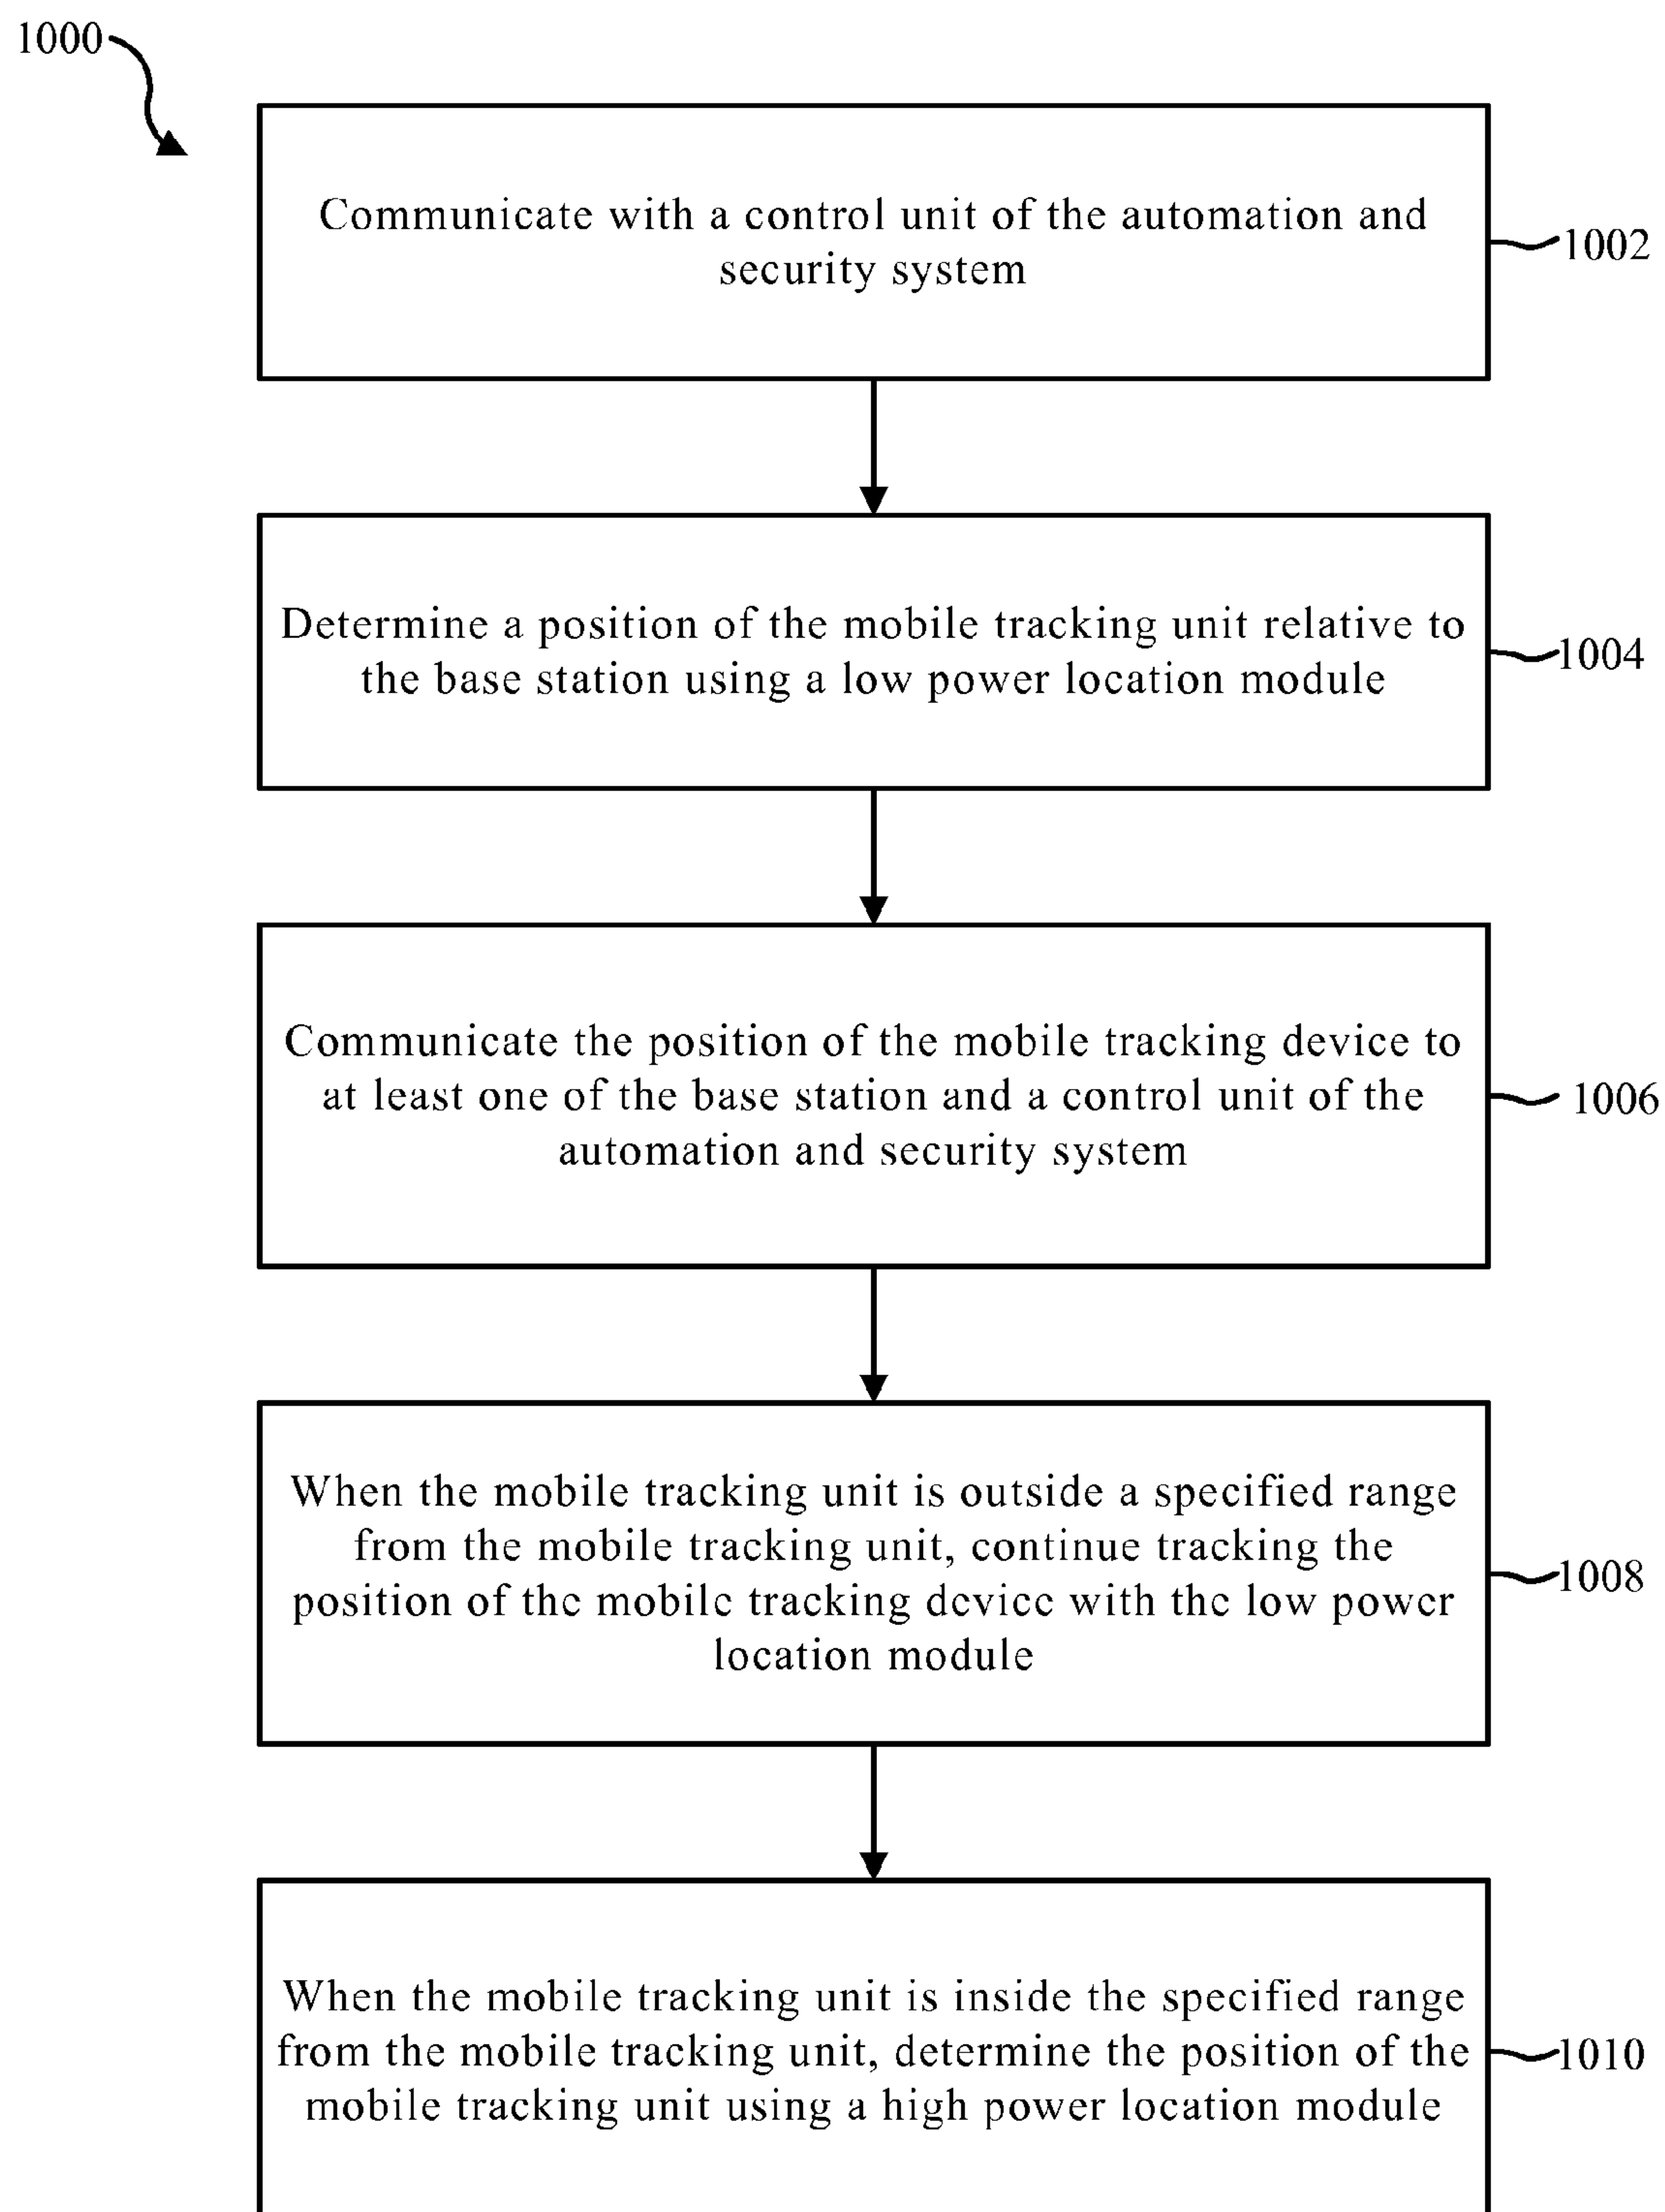 1000
Communicate with a control unit of the automation and
security system
1002
Determine a position of the mobile tracking unit relative to
the base station using a low power location module
1004
Communicate the position of the mobile tracking device to
at least one of the base station and a control unit of the
automation and security system
1006
When the mobile tracking unit is outside a specified range
from the mobile tracking unit, continue tracking the
position of the mobile tracking device with the low power
location module
1008
When the mobile tracking unit is inside the specified range
from the mobile tracking unit, determine the position of the
mobile tracking unit using a high power location module
1010